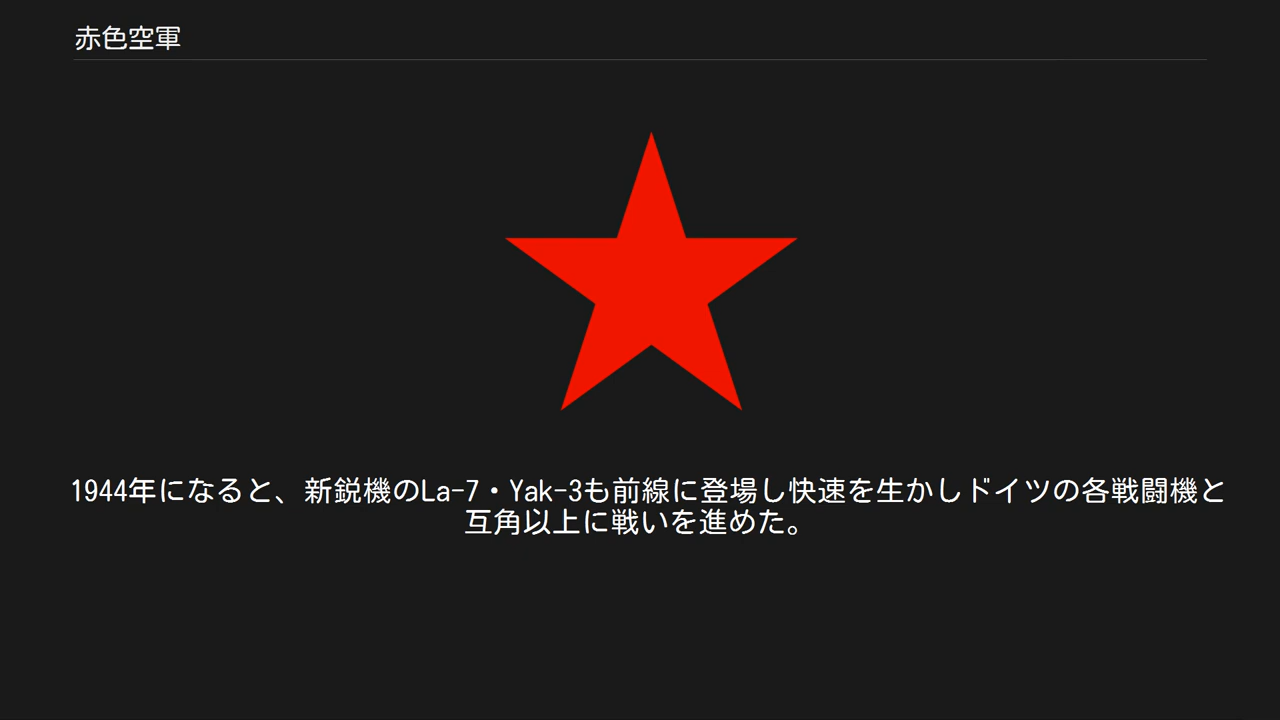 赤色空軍
1944年になると、新鋭機のLa-7・Yak-3も前線に登場し快速を生かしドイツの各戦闘機と
互角以上に戦いを進めた。